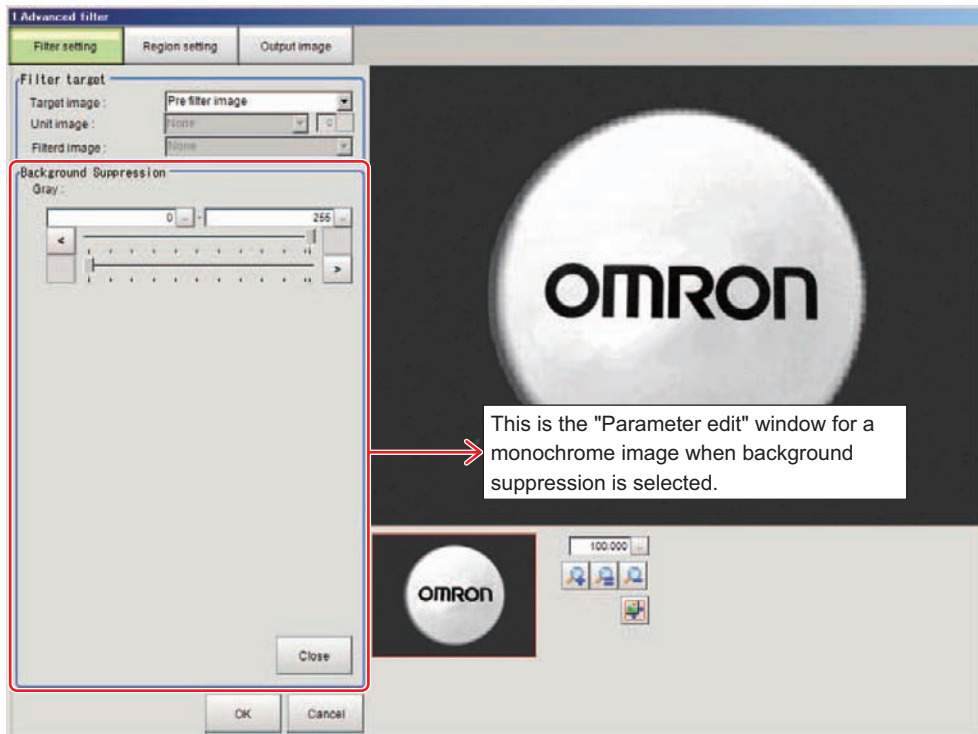 1.Advanced filter
Filter setting
Region setting
Output image
Filter target
Target image :
Pre filter image
Unit image :
None
0
Filterd image :
None
Background Suppression
Gray :
0
..
-
255
..
<
>
OMRON
This is the "Parameter edit" window for a
monochrome image when background
suppression is selected.
OMRON
100.000
..
Close
OK
Cancel